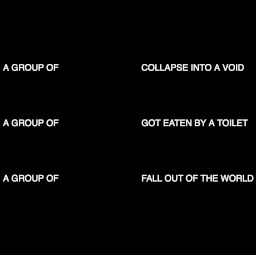 A GROUP OF COLLAPSE INTO A VOID
A GROUP OF GOT EATEN BY A TOILET
A GROUP OF FALL OUT OF THE WORLD